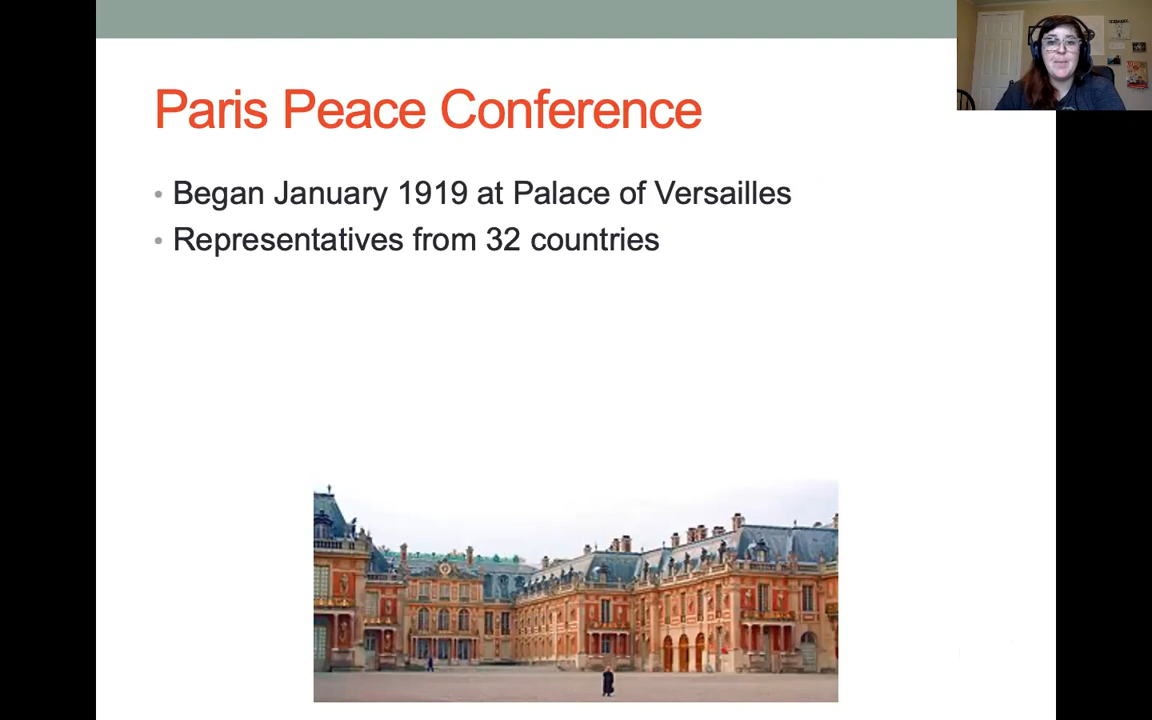 Paris Peace Conference
• Began January 1919 at Palace of Versailles
• Representatives from 32 countries